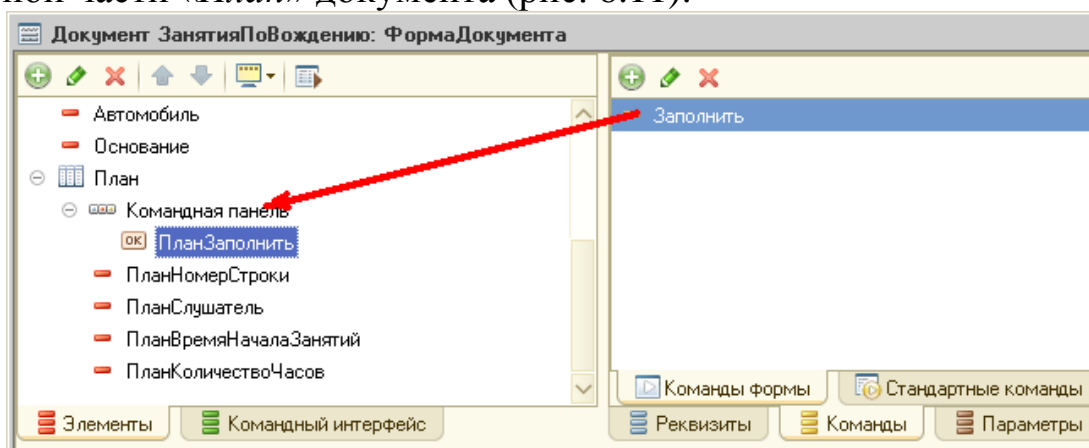 ной части «План» документа (рис. 6.11).
Документ ЗанятияПоВождению: ФормаДокумента
Автомобиль
Основание
План
Командная панель
OK ПланЗаполнить
ПланНомерСтроки
ПланСлушатель
ПланВремяНачалаЗанятий
ПланКоличествоЧасов
Элементы Командный интерфейс
Заполнить
Команды формы Стандартные команды
Реквизиты Команды Параметры